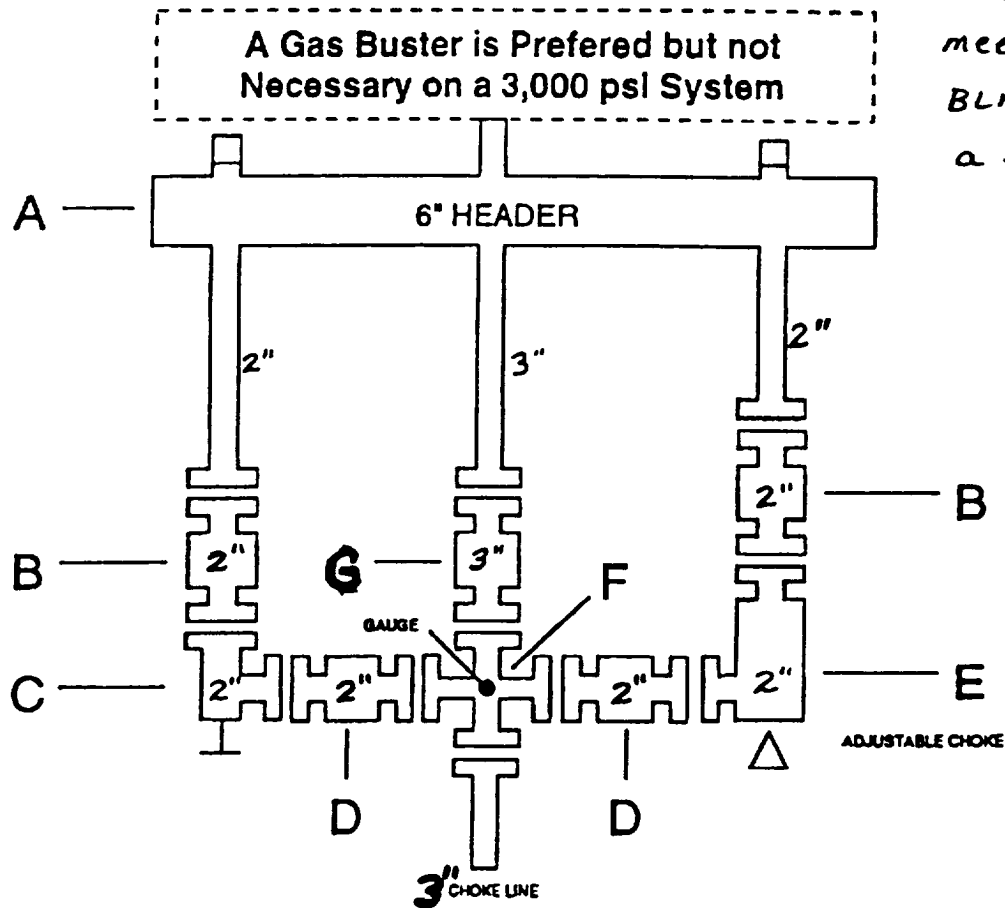 A Gas Buster is Prefered but not
Necessary on a 3,000 psi System
A
6" HEADER
2"
3"
2"
B
2"
G
3"
F
2"
B
GAUGE
C
2"
2"
2"
2"
E
ADJUSTABLE CHOKE
D
D
3" CHOKE LINE
a